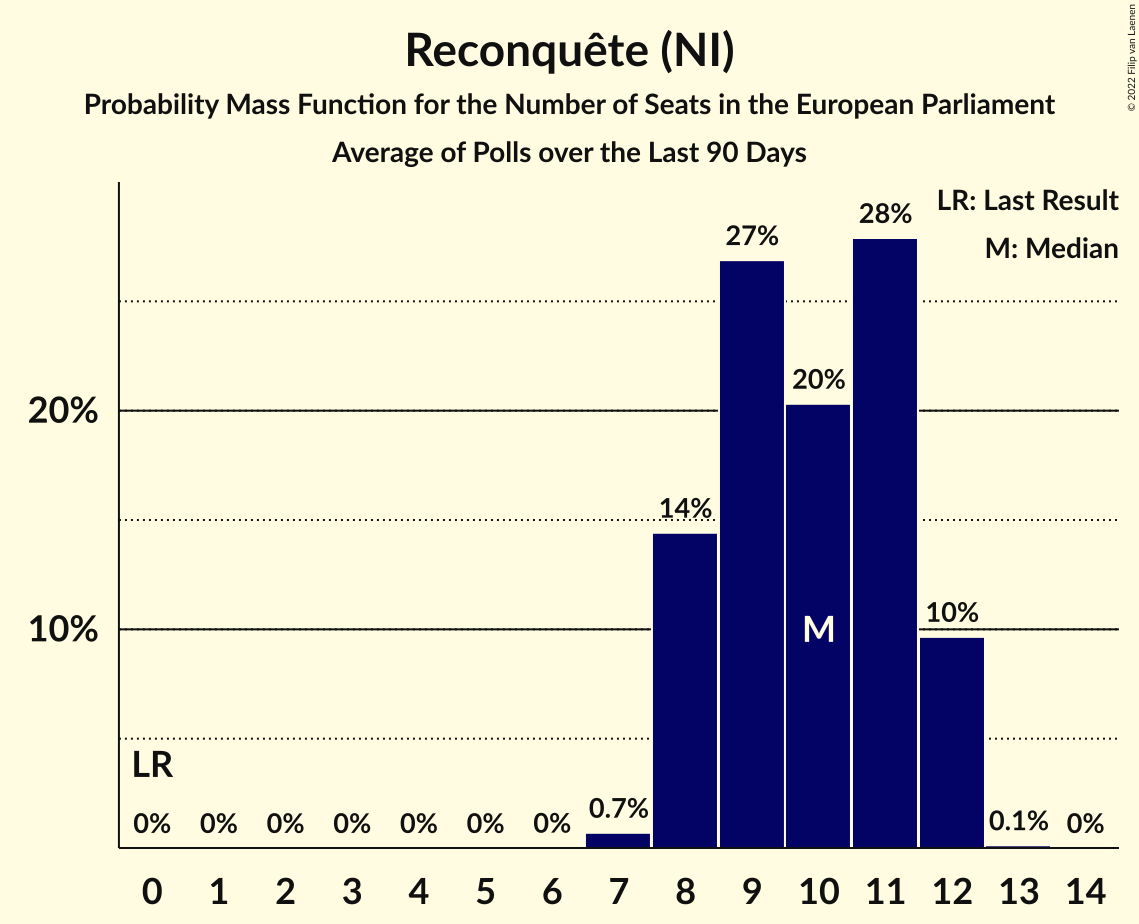 Reconquête (NI)
Probability Mass Function for the Number of Seats in the European Parliament
Average of Polls over the Last 90 Days
© 2022 Filip van Laenen
LR: Last Result
M: Median
28%
27%
20%
20%
14%
10%
10%
M
LR
0% 0% 0% 0% 0% 0% 0% 0.7% 0.1% 0%
0 1 2 3 4 5 6 7 8 9 10 11 12 13 14